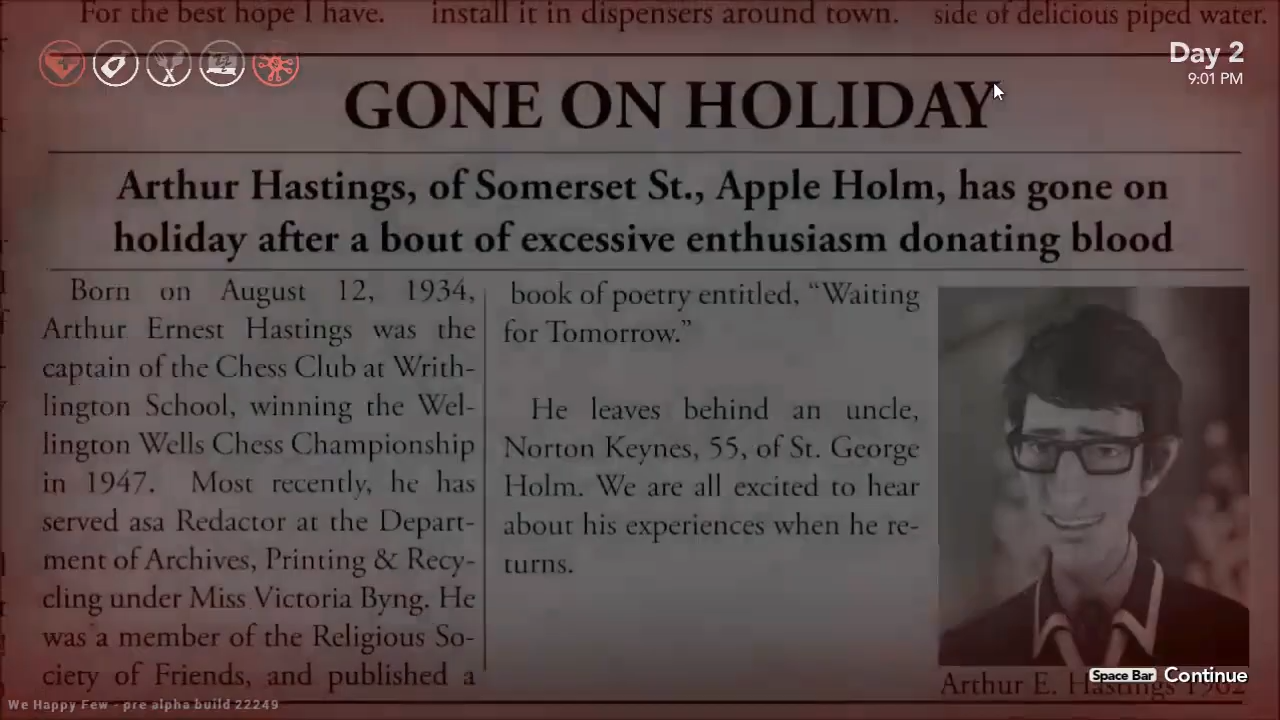 For the best hope I have.
install it in dispensers around town.
side of delicious piped water.
Day 2
9:01 PM
GONE ON HOLIDAY
Arthur Hastings, of Somerset St., Apple Holm, has gone on
holiday after a bout of excessive enthusiasm donating blood
Born on August 12, 1934,
Arthur Ernest Hastings was the
captain of the Chess Club at Writh-
lington School, winning the Wel-
lington Wells Chess Championship
in 1947. Most recently, he has
served asa Redactor at the Depart-
ment of Archives, Printing & Recy-
cling under Miss Victoria Byng. He
was a member of the Religious So-
ciety of Friends, and published a
book of poetry entitled, “Waiting
for Tomorrow.”
He leaves behind an uncle,
Norton Keynes, 55, of St. George
Holm. We are all excited to hear
about his experiences when he re-
turns.
Space Bar Continue
Arthur E. Hastings 1962
We Happy Few - pre alpha build 22249